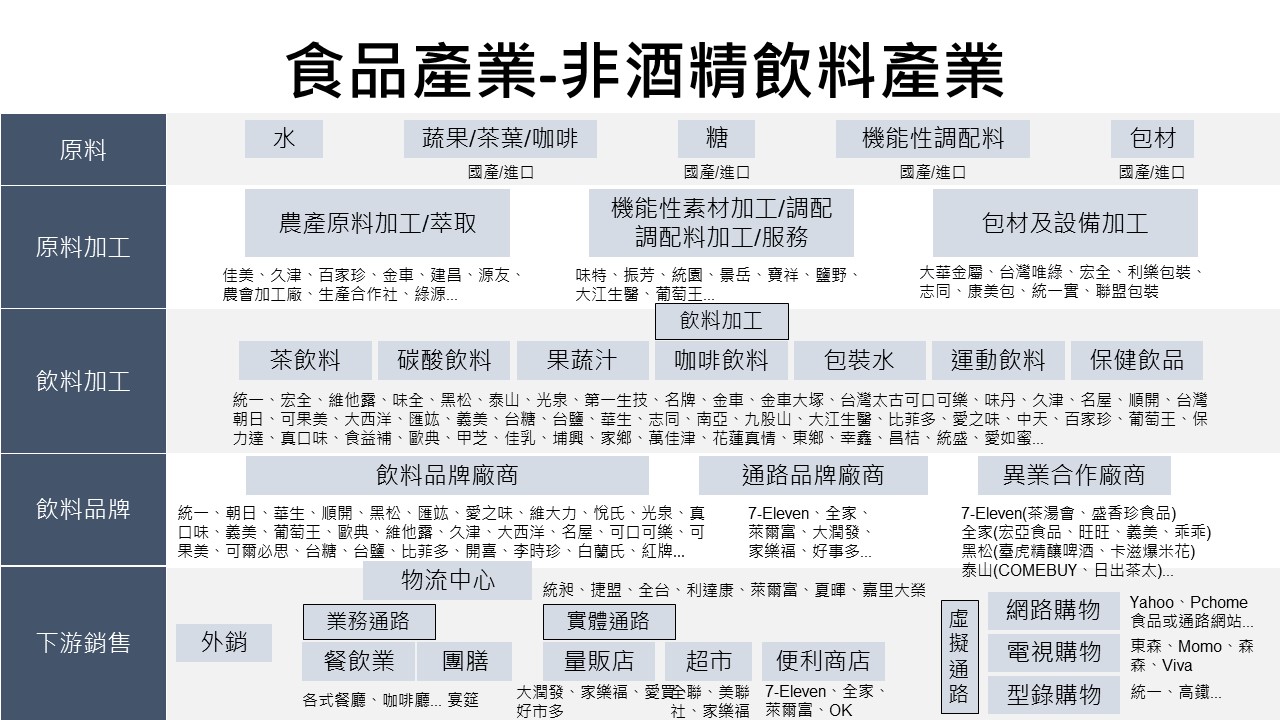 食品產業-非酒精飲料產業
原料
水
蔬果/茶葉/咖啡
糖
機能性調配料
包材
國產/進口
國產/進口
國產/進口
國產/進口
原料加工
農產原料加工/萃取
機能性素材加工/調配
調配料加工/服務
包材及設備加工
佳美、久津、百家珍、金車、建昌、源友、
農會加工廠、生產合作社、綠源...
味特、振芳、統園、景岳、寶祥、鹽野、
大江生醫、葡萄王...
大華金屬、台灣唯綠、宏全、利樂包裝、
志同、康美包、統一實、聯盟包裝
飲料加工
飲料加工
茶飲料
碳酸飲料
果蔬汁
咖啡飲料
包裝水
運動飲料
保健飲品
統一、宏全、維他露、味全、黑松、泰山、光泉、第一生技、名牌、金車、金車大塚、台灣太古可口可樂、味丹、久津、名屋、順開、台灣
朝日、可果美、大西洋、匯竑、義美、台糖、台鹽、華生、志同、南亞、九股山、大江生醫、比菲多、愛之味、中天、百家珍、葡萄王、保
力達、真口味、食益補、歐典、甲芝、佳乳、埔興、家鄉、萬佳津、花蓮真情、東鄉、幸鑫、昌桔、統盛、愛如蜜...
飲料品牌
飲料品牌廠商
通路品牌廠商
異業合作廠商
統一、朝日、華生、順開、黑松、匯竑、愛之味、維大力、悅氏、光泉、真
口味、義美、葡萄王、歐典、維他露、久津、大西洋、名屋、可口可樂、可
果美、可爾必思、台糖、台鹽、比菲多、開喜、李時珍、白蘭氏、紅牌...
7-Eleven、全家、
萊爾富、大潤發、
家樂福、好事多...
7-Eleven(茶湯會、盛香珍食品)
全家(宏亞食品、旺旺、義美、乖乖)
黑松(臺虎精釀啤酒、卡滋爆米花)
泰山(COMEBUY、日出茶太)...
下游銷售
物流中心
統昶、捷盟、全台、利達康、萊爾富、夏暉、嘉里大榮
外銷
業務通路
餐飲業
團膳
各式餐廳、咖啡廳... 宴筵
實體通路
量販店
超市
便利商店
大潤發、家樂福、愛買
好市多
全聯、美聯
社、家樂福
7-Eleven、全家、
萊爾富、OK
虛擬通路
網路購物
Yahoo、Pchome
食品或通路網站...
電視購物
東森、Momo、森
森、Viva
型錄購物
統一、高鐵...